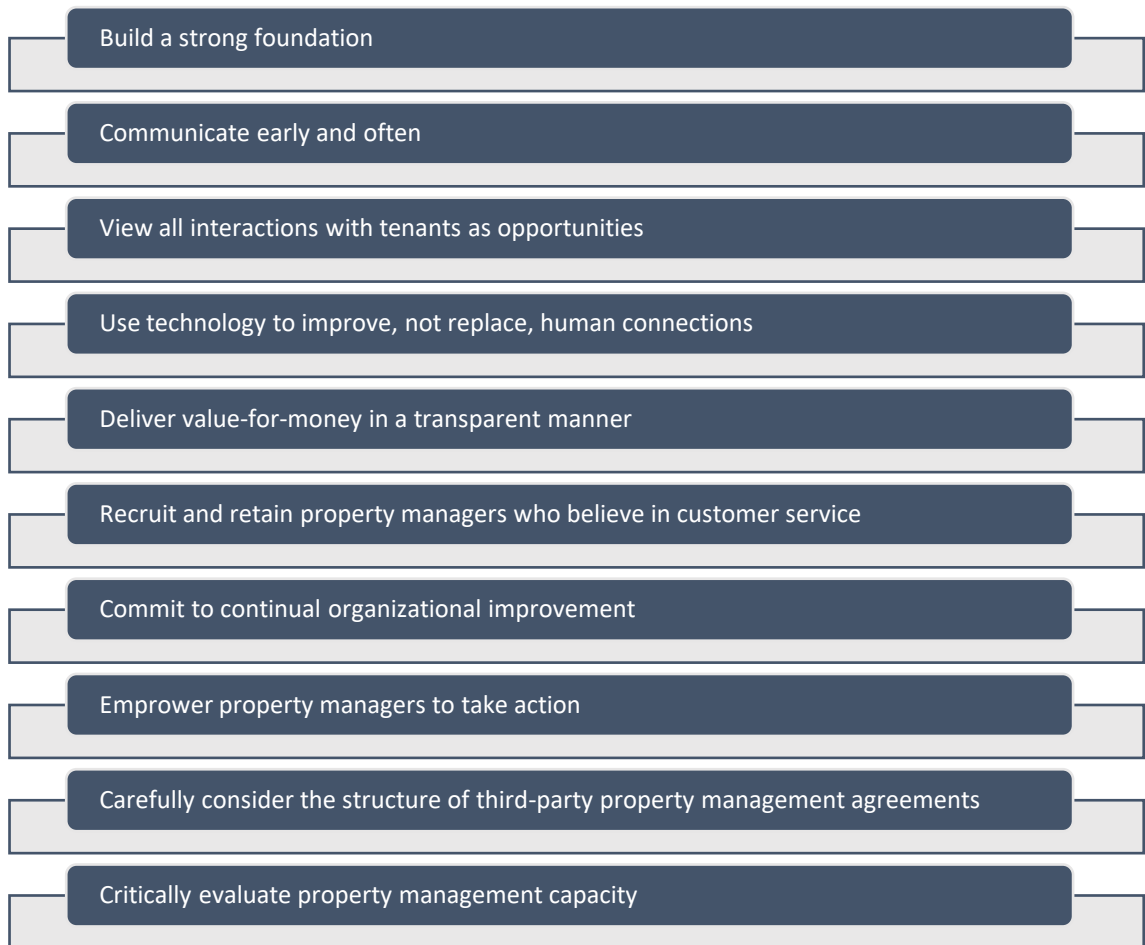 Build a strong foundation
Communicate early and often
View all interactions with tenants as opportunities
Use technology to improve, not replace, human connections
Deliver value-for-money in a transparent manner
Recruit and retain property managers who believe in customer service
Commit to continual organizational improvement
Emprower property managers to take action
Carefully consider the structure of third-party property management agreements
Critically evaluate property management capacity